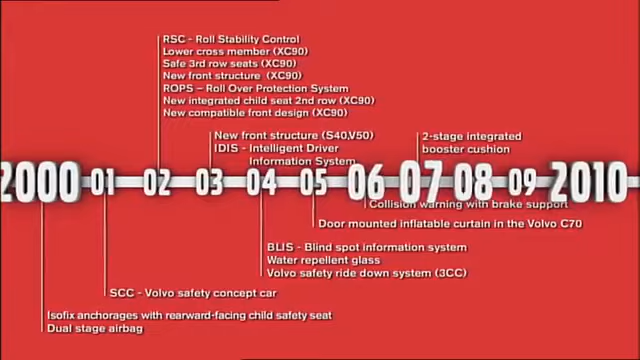 RSC - Roll Stability Control
Lower cross member (XC90)
Safe 3rd row seats (XC90)
New front structure (XC90)
ROPS – Roll Over Protection System
New integrated child seat 2nd row (XC90)
New compatible front design (XC90)
New front structure (S40,V50)
IDIS - Intelligent Driver
Information System
2-stage integrated
booster cushion
2000 01 02 03 04 05 06 07 08 09 2010
Collision warning with brake support
Door mounted inflatable curtain in the Volvo C70
BLIS - Blind spot information system
Water repellent glass
Volvo safety ride down system (3CC)
SCC - Volvo safety concept car
Isofix anchorages with rearward-facing child safety seat
Dual stage airbag